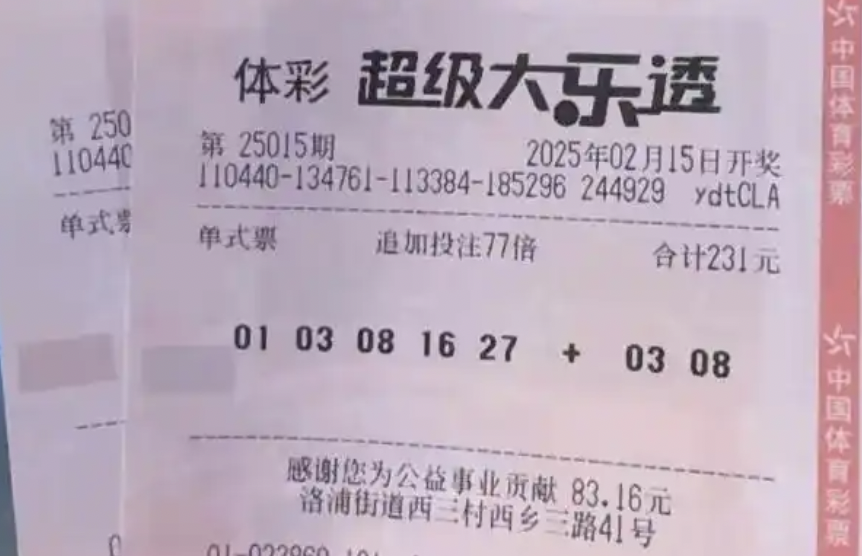 体彩 超级大乐透
第 25015期 2025年02月15日开奖
110440-134761-113384-185296 244929 ydtCLA
单式票 追加投注77倍 合计231元
01 03 08 16 27 + 03 08
感谢您为公益事业贡献 83.16元
洛浦街道西三村西乡三路41号
第 250
110440
单式票
中国体育彩票
中国体育彩票